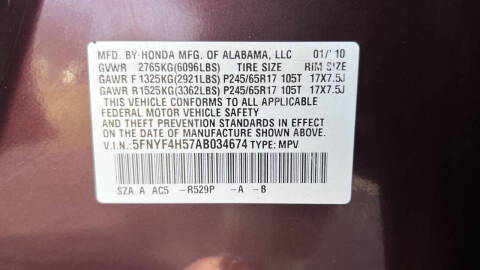 MFD. BY-HONDA MFG. OF ALABAMA, LLC 01/10
GVWR 2765KG(6096LBS) TIRE SIZE RIM SIZE
GAWR F 1325KG(2921LBS) P245/65R17 105T 17X7.5J
GAWR R 1525KG(3362LBS) P245/65R17 105T 17X7.5J
THIS VEHICLE CONFORMS TO ALL APPLICABLE
FEDERAL MOTOR VEHICLE SAFETY
AND THEFT PREVENTION STANDARDS IN EFFECT ON THE
DATE OF MANUFACTURE SHOWN ABOVE.
V.I.N.:5FNYF4H57AB034674 TYPE: MPV
SZA A AC5 -R529P -A -B